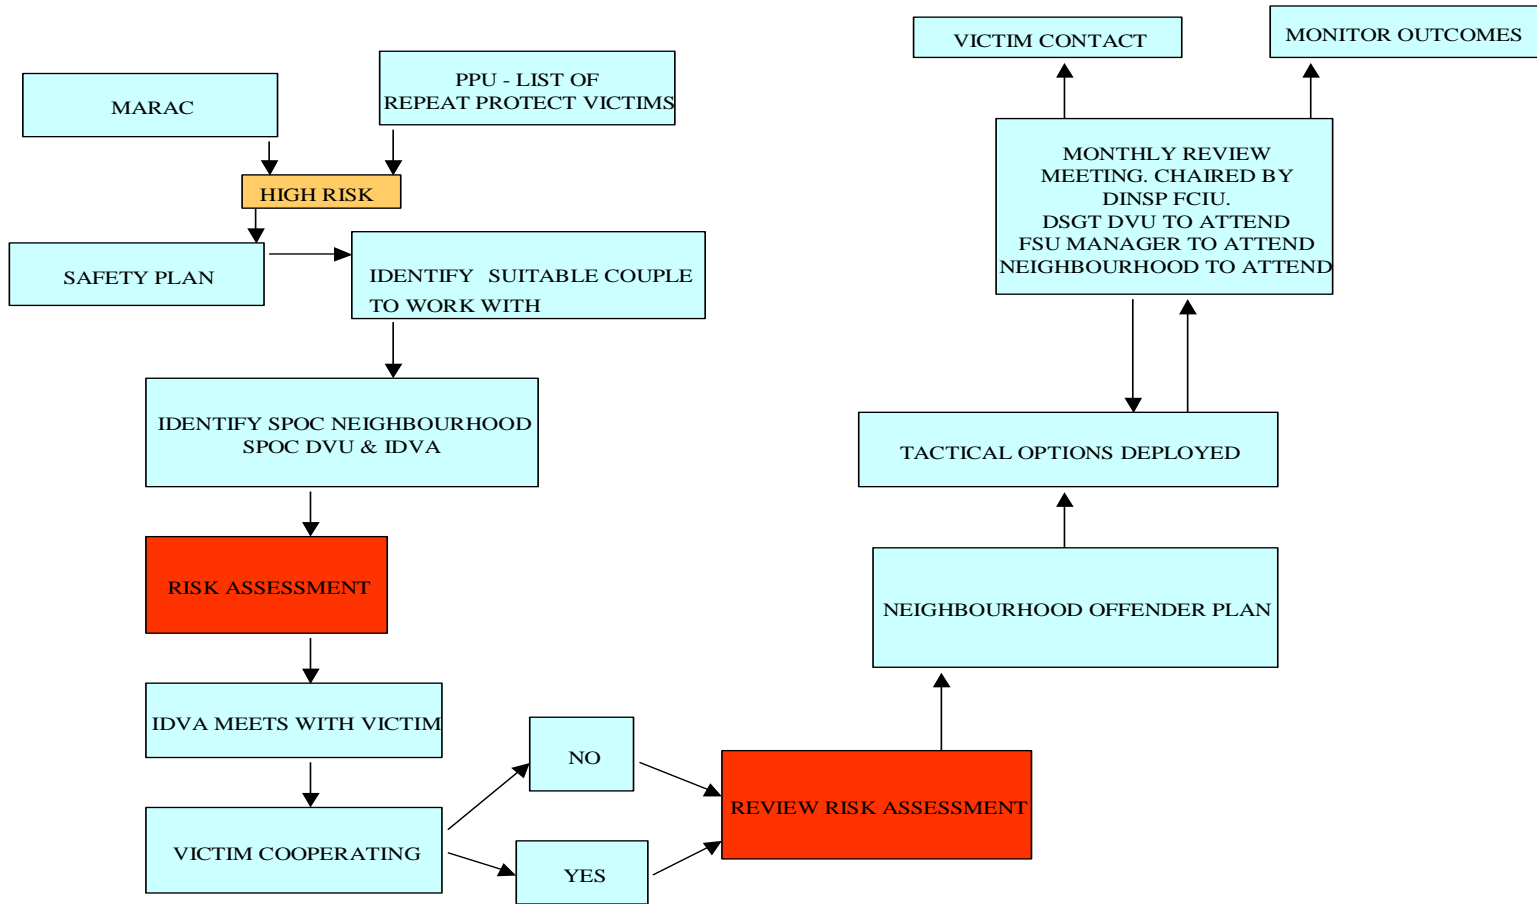 MARAC
PPU - LIST OF
REPEAT PROTECT VICTIMS
HIGH RISK
SAFETY PLAN
IDENTIFY SUITABLE COUPLE
TO WORK WITH
IDENTIFY SPOC NEIGHBOURHOOD
SPOC DVU & IDVA
RISK ASSESSMENT
IDVA MEETS WITH VICTIM
VICTIM COOPERATING
NO
YES
REVIEW RISK ASSESSMENT
NEIGHBOURHOOD OFFENDER PLAN
TACTICAL OPTIONS DEPLOYED
MONTHLY REVIEW
MEETING. CHAIRED BY
DINSP FCIU.
DSGT DVU TO ATTEND
FSU MANAGER TO ATTEND
NEIGHBOURHOOD TO ATTEND
VICTIM CONTACT
MONITOR OUTCOMES